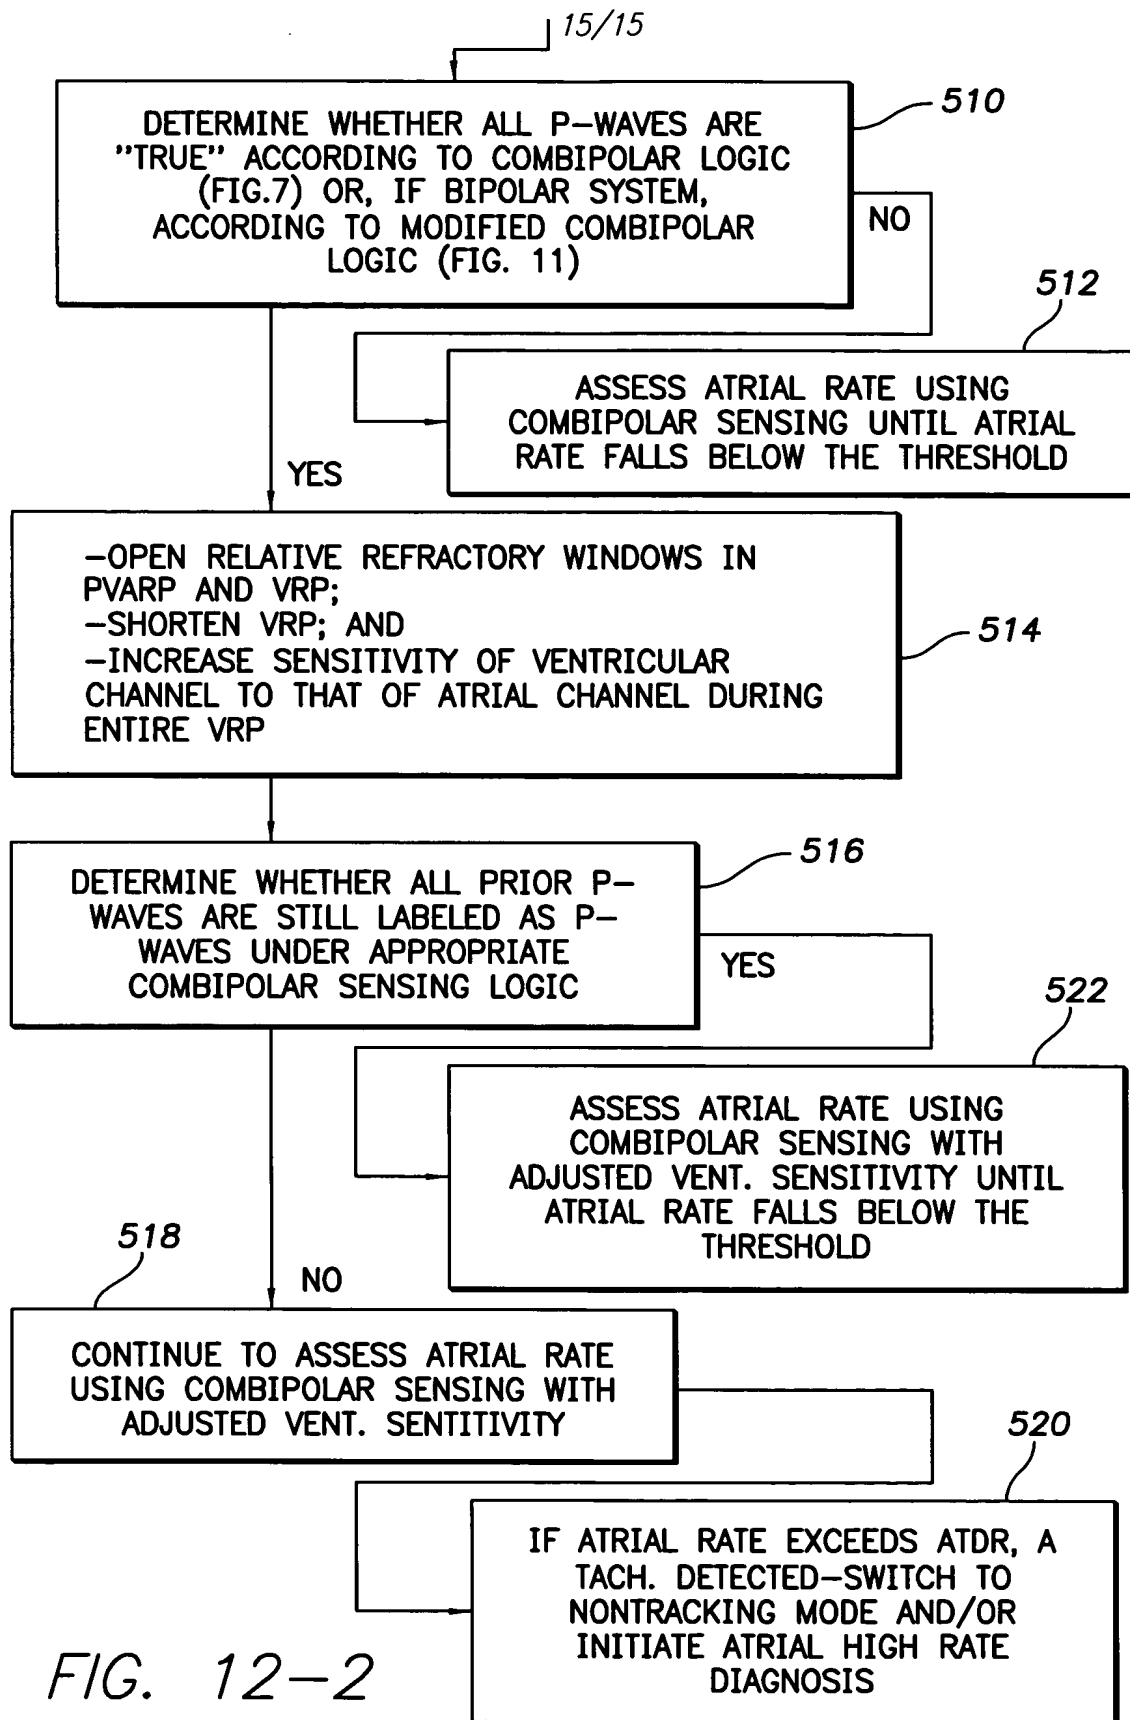 15/15
510
DETERMINE WHETHER ALL P-WAVES ARE
"TRUE" ACCORDING TO COMBIPOLAR LOGIC
(FIG.7) OR, IF BIPOLAR SYSTEM,
ACCORDING TO MODIFIED COMBIPOLAR
LOGIC (FIG. 11)
NO
512
ASSESS ATRIAL RATE USING
COMBIPOLAR SENSING UNTIL ATRIAL
RATE FALLS BELOW THE THRESHOLD
YES
-OPEN RELATIVE REFRACTORY WINDOWS IN
PVARP AND VRP;
-SHORTEN VRP; AND
-INCREASE SENSITIVITY OF VENTRICULAR
CHANNEL TO THAT OF ATRIAL CHANNEL DURING
ENTIRE VRP
514
516
DETERMINE WHETHER ALL PRIOR P-
WAVES ARE STILL LABELED AS P-
WAVES UNDER APPROPRIATE
COMBIPOLAR SENSING LOGIC
YES
522
ASSESS ATRIAL RATE USING
COMBIPOLAR SENSING WITH
ADJUSTED VENT. SENSITIVITY UNTIL
ATRIAL RATE FALLS BELOW THE
THRESHOLD
518
NO
CONTINUE TO ASSESS ATRIAL RATE
USING COMBIPOLAR SENSING WITH
ADJUSTED VENT. SENTITIVITY
520
IF ATRIAL RATE EXCEEDS ATDR, A
TACH. DETECTED-SWITCH TO
NONTRACKING MODE AND/OR
INITIATE ATRIAL HIGH RATE
DIAGNOSIS
FIG. 12-2